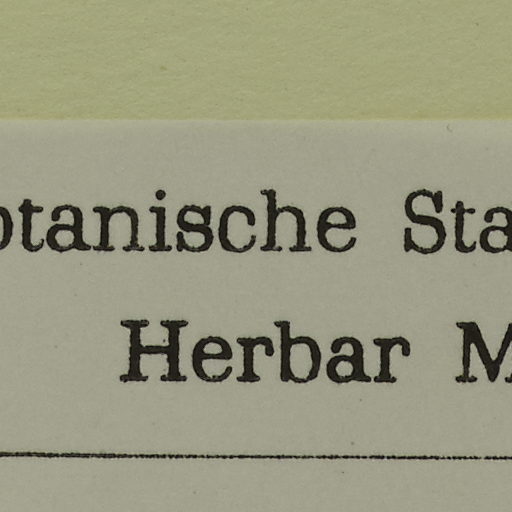 otanische Sta
Herbar M